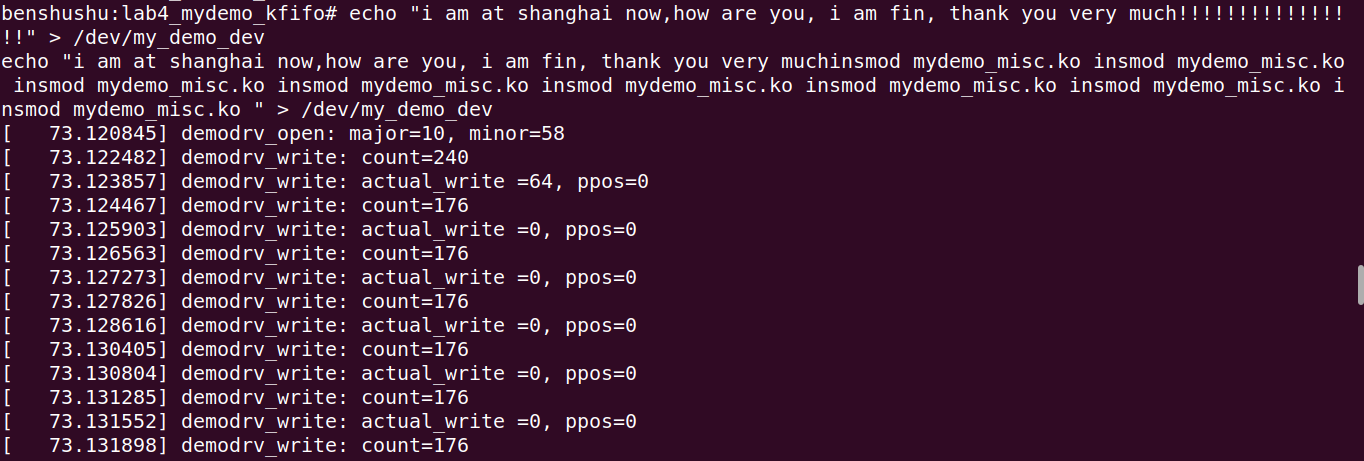 benshushu:lab4_mydemo_kfifo# echo "i am at shanghai now,how are you, i am fin, thank you very much!!!!!!!!!!!!!!
!!" > /dev/my_demo_dev
echo "i am at shanghai now,how are you, i am fin, thank you very muchinsmod mydemo_misc.ko insmod mydemo_misc.ko
 insmod mydemo_misc.ko insmod mydemo_misc.ko insmod mydemo_misc.ko insmod mydemo_misc.ko insmod mydemo_misc.ko i
nsmod mydemo_misc.ko " > /dev/my_demo_dev
[   73.120845] demodrv_open: major=10, minor=58
[   73.122482] demodrv_write: count=240
[   73.123857] demodrv_write: actual_write =64, ppos=0
[   73.124467] demodrv_write: count=176
[   73.125903] demodrv_write: actual_write =0, ppos=0
[   73.126563] demodrv_write: count=176
[   73.127273] demodrv_write: actual_write =0, ppos=0
[   73.127826] demodrv_write: count=176
[   73.128616] demodrv_write: actual_write =0, ppos=0
[   73.130405] demodrv_write: count=176
[   73.130804] demodrv_write: actual_write =0, ppos=0
[   73.131285] demodrv_write: count=176
[   73.131552] demodrv_write: actual_write =0, ppos=0
[   73.131898] demodrv_write: count=176